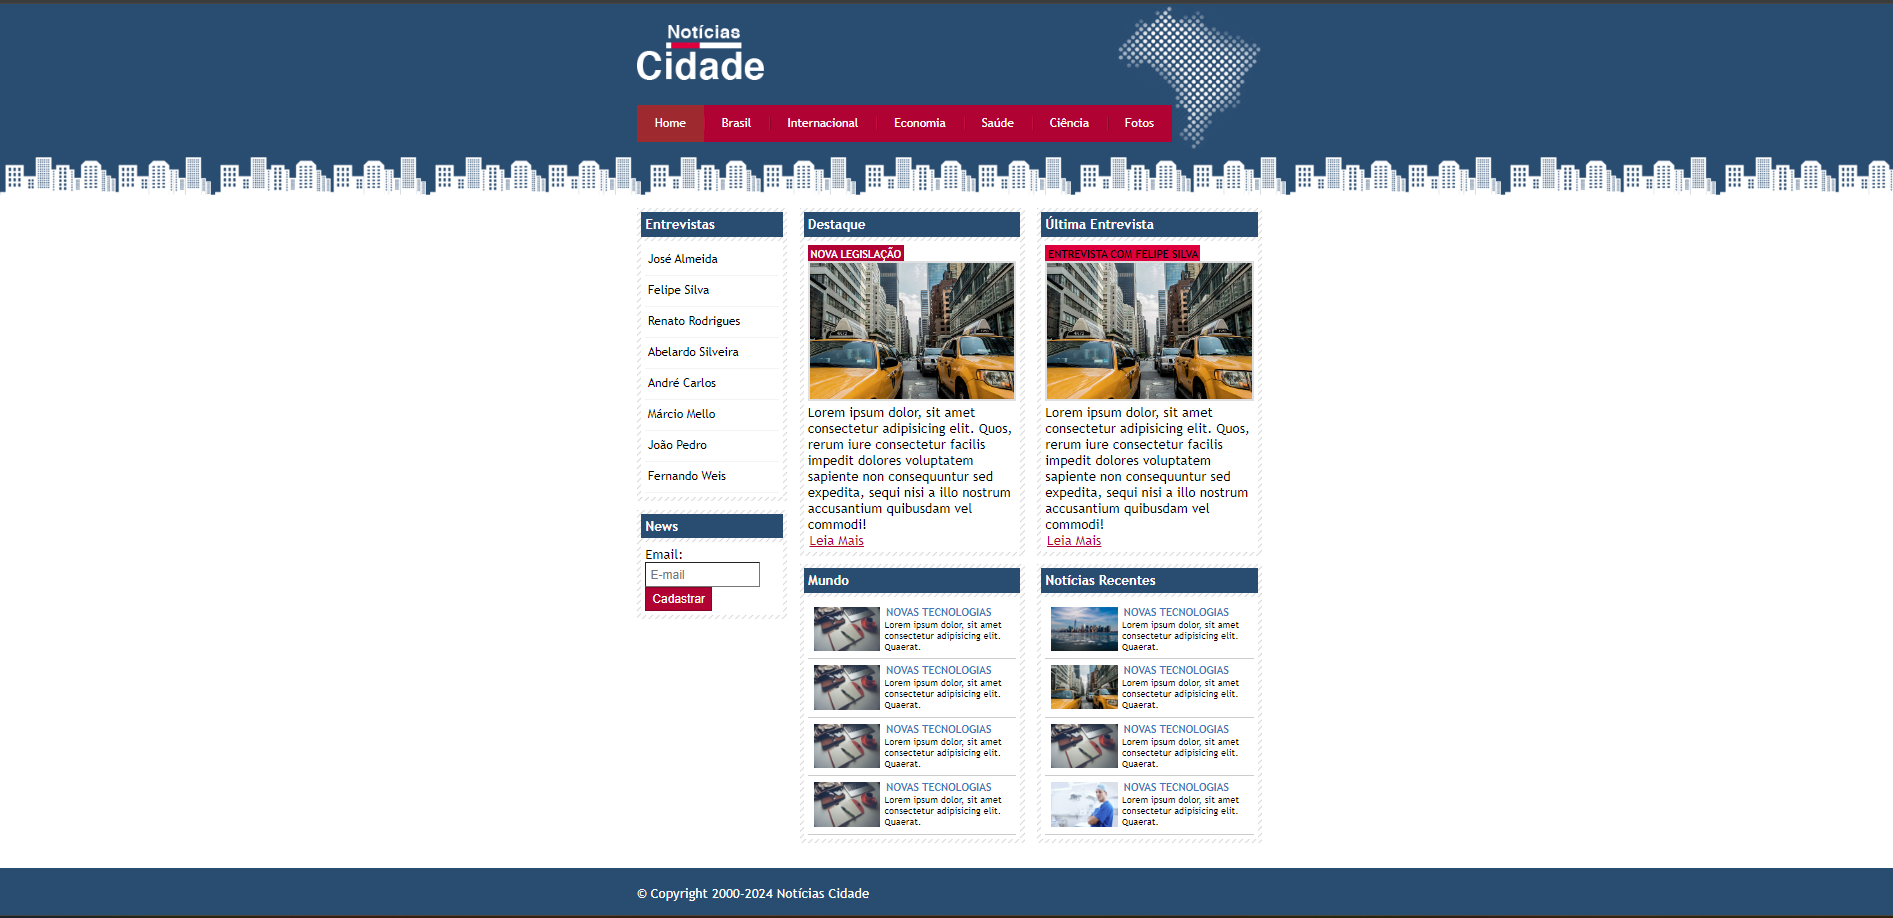 Notícias
Cidade
Home Brasil Internacional Economia Saúde Ciência Fotos
Entrevistas
José Almeida
Felipe Silva
Renato Rodrigues
Abelardo Silveira
André Carlos
Márcio Mello
João Pedro
Fernando Weis
News
Email:
E-mail
Cadastrar
Destaque
NOVA LEGISLAÇÃO
Lorem ipsum dolor, sit amet
consectetur adipisicing elit. Quos,
rerum iure consectetur facilis
impedit dolores voluptatem
sapiente non consequuntur sed
expedita, sequi nisi a illo nostrum
accusantium quibusdam vel
commodi!
Leia Mais
Última Entrevista
ENTREVISTA COM FELIPE SILVA
Lorem ipsum dolor, sit amet
consectetur adipisicing elit. Quos,
rerum iure consectetur facilis
impedit dolores voluptatem
sapiente non consequuntur sed
expedita, sequi nisi a illo nostrum
accusantium quibusdam vel
commodi!
Leia Mais
Mundo
NOVAS TECNOLOGIAS
Lorem ipsum dolor, sit amet
consectetur adipisicing elit.
Quaerat.
NOVAS TECNOLOGIAS
Lorem ipsum dolor, sit amet
consectetur adipisicing elit.
Quaerat.
NOVAS TECNOLOGIAS
Lorem ipsum dolor, sit amet
consectetur adipisicing elit.
Quaerat.
NOVAS TECNOLOGIAS
Lorem ipsum dolor, sit amet
consectetur adipisicing elit.
Quaerat.
Notícias Recentes
NOVAS TECNOLOGIAS
Lorem ipsum dolor, sit amet
consectetur adipisicing elit.
Quaerat.
NOVAS TECNOLOGIAS
Lorem ipsum dolor, sit amet
consectetur adipisicing elit.
Quaerat.
NOVAS TECNOLOGIAS
Lorem ipsum dolor, sit amet
consectetur adipisicing elit.
Quaerat.
NOVAS TECNOLOGIAS
Lorem ipsum dolor, sit amet
consectetur adipisicing elit.
Quaerat.
© Copyright 2000-2024 Notícias Cidade